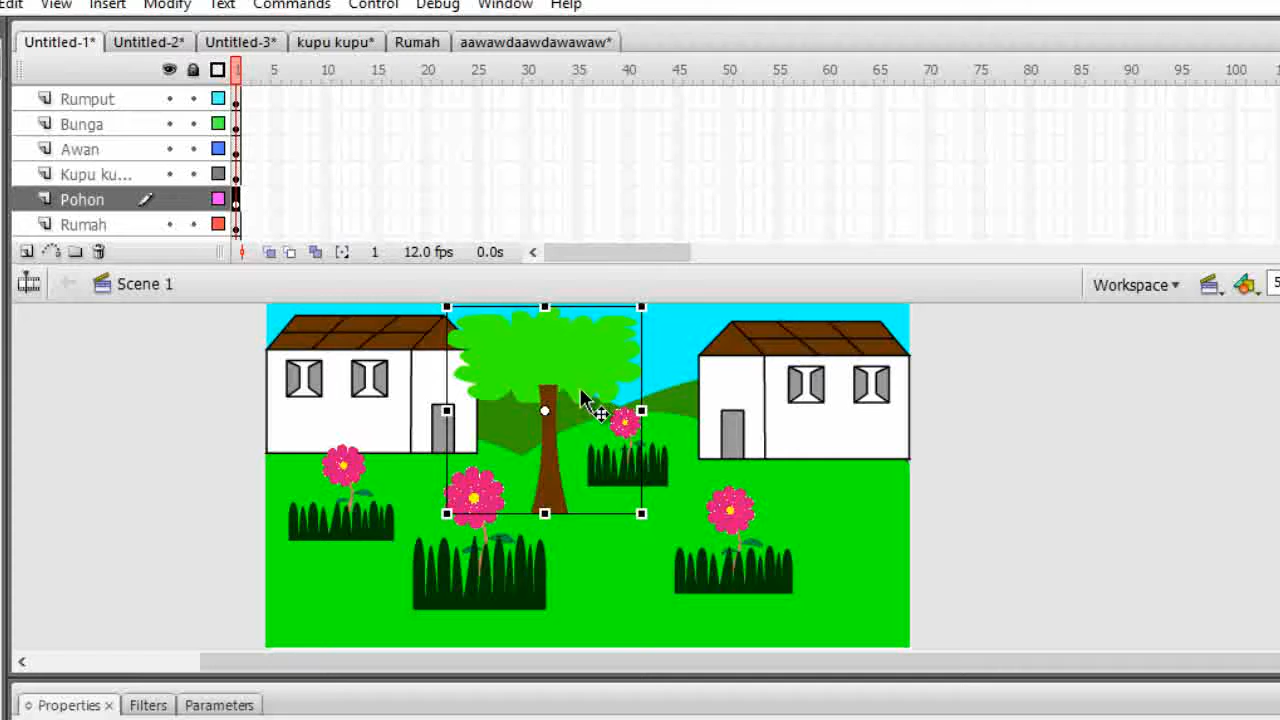 Edit View Insert Modify Text Commands Control Debug Window Help
Untitled-1* Untitled-2* Untitled-3* kupu kupu* Rumah aawawdaawdawawaw*
1 5 10 15 20 25 30 35 40 45 50 55 60 65 70 75 80 85 90 95 100
Rumput
Bunga
Awan
Kupu ku...
Pohon
Rumah
1 12.0 fps 0.0s
Scene 1 Workspace 5
Properties × Filters Parameters